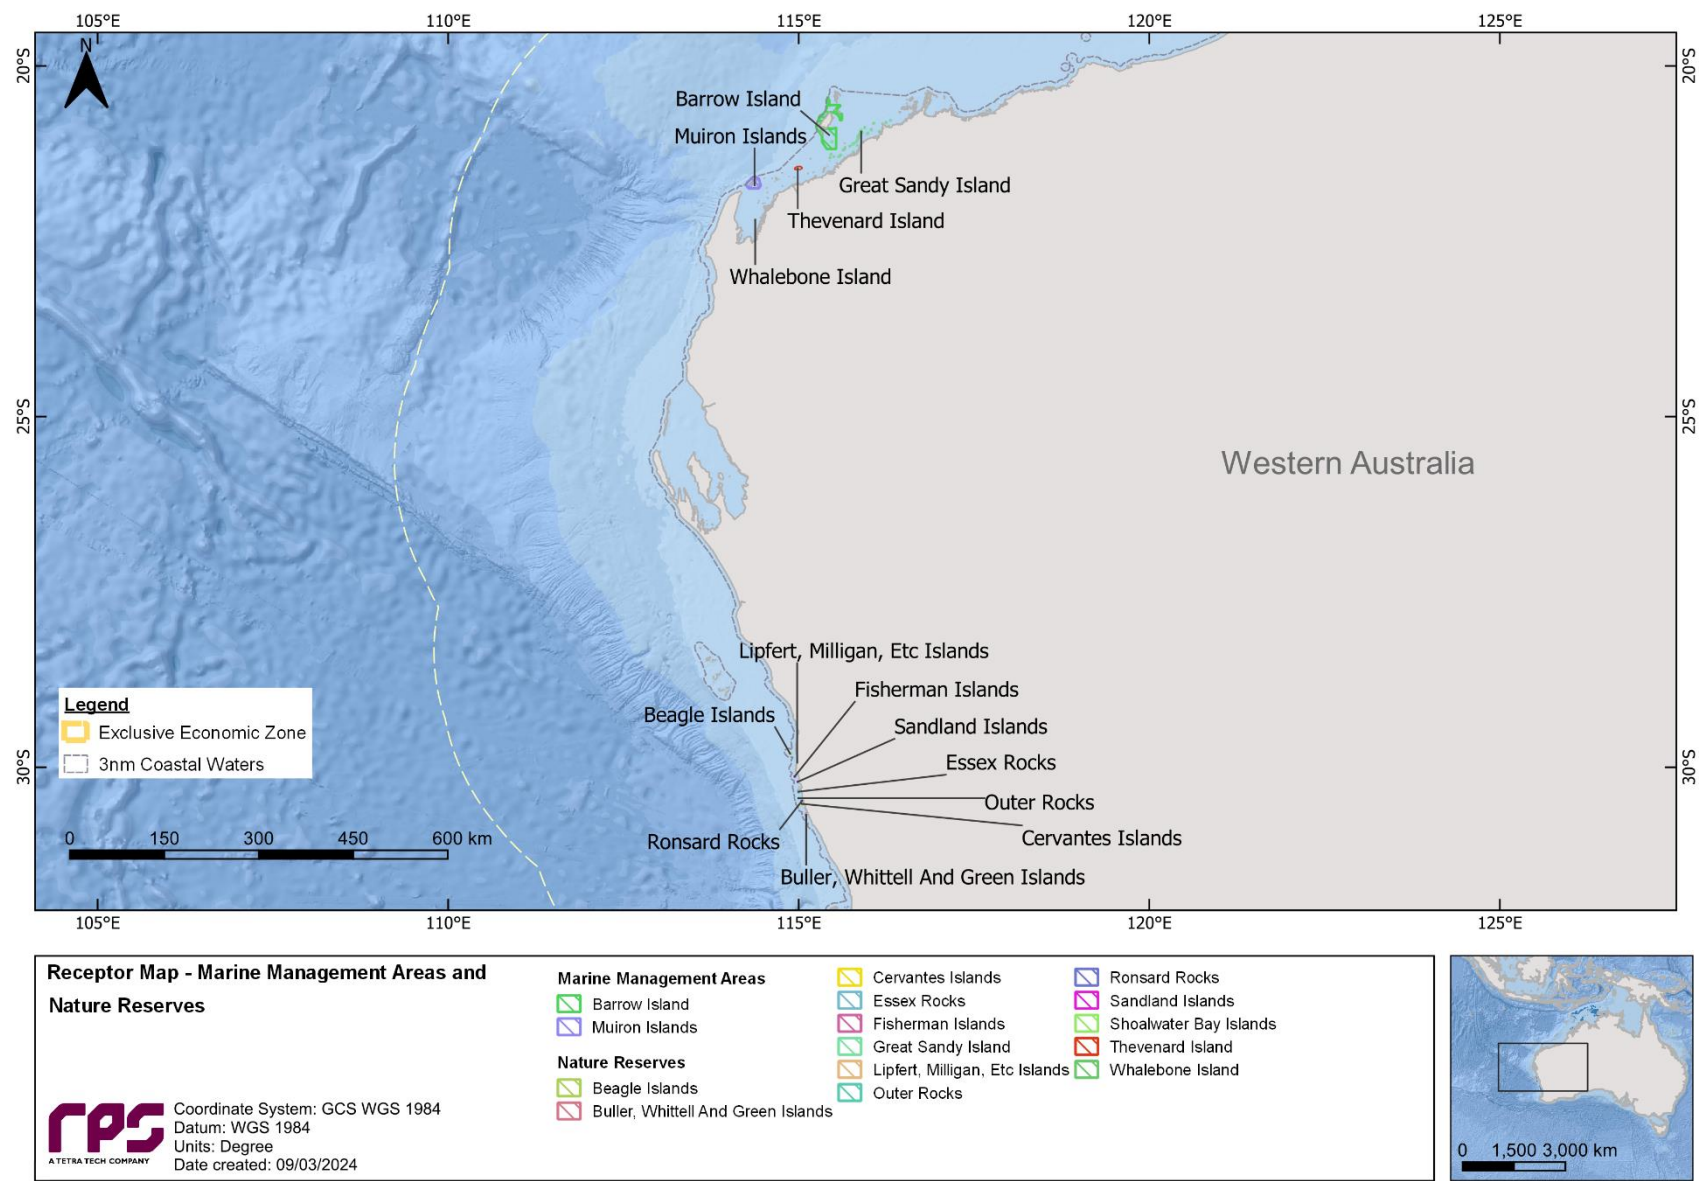 105°E
110°E
115°E
120°E
125°E
N
20°S
20°S
Barrow Island
Muiron Islands
Great Sandy Island
Thevenard Island
Whalebone Island
25°S
25°S
Western Australia
Lipfert, Milligan, Etc Islands
Fisherman Islands
Beagle Islands
Sandland Islands
Essex Rocks
Outer Rocks
Ronsard Rocks
Cervantes Islands
Buller, Whittell And Green Islands
Legend
Exclusive Economic Zone
3nm Coastal Waters
30°S
30°S
0 150 300 450 600 km
105°E
110°E
115°E
120°E
125°E
Receptor Map - Marine Management Areas and
Nature Reserves
rps
A TETRA TECH COMPANY
Coordinate System: GCS WGS 1984
Datum: WGS 1984
Units: Degree
Date created: 09/03/2024
Marine Management Areas
Barrow Island
Muiron Islands
Nature Reserves
Beagle Islands
Buller, Whittell And Green Islands
Cervantes Islands
Essex Rocks
Fisherman Islands
Great Sandy Island
Lipfert, Milligan, Etc Islands
Outer Rocks
Ronsard Rocks
Sandland Islands
Shoalwater Bay Islands
Thevenard Island
Whalebone Island
0 1,500 3,000 km